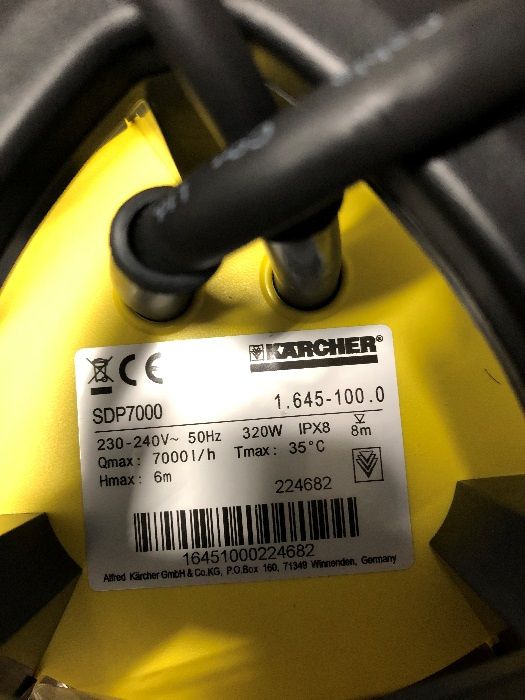 KÄRCHER®
SDP7000 1.645-100.0
230-240V~ 50Hz 320W IPX8 8m
Qmax: 7000l/h Tmax: 35°C
Hmax: 6m
224682
16451000224682
Alfred Kärcher GmbH & Co.KG, P.O.Box 160, 71349 Winnenden, Germany